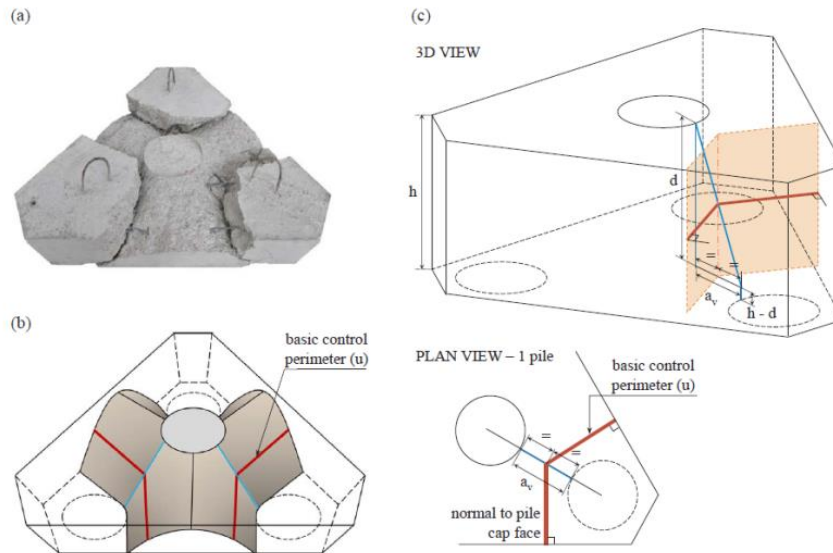 (a)
(b)
basic control
perimeter (u)
(c)
3D VIEW
h
d
=
=
a_v
h - d
PLAN VIEW – 1 pile
basic control
perimeter (u)
=
=
a_v
normal to pile
cap face